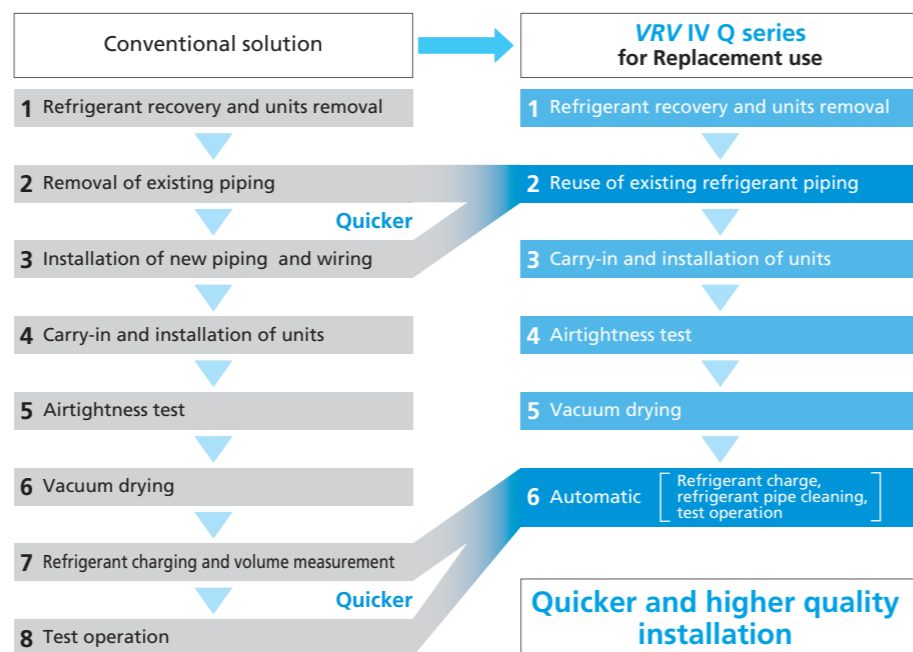 Conventional solution
1 Refrigerant recovery and units removal
2 Removal of existing piping
Quicker
3 Installation of new piping and wiring
4 Carry-in and installation of units
5 Airtightness test
6 Vacuum drying
7 Refrigerant charging and volume measurement
Quicker
8 Test operation
VRV IV Q series
for Replacement use
1 Refrigerant recovery and units removal
2 Reuse of existing refrigerant piping
3 Carry-in and installation of units
4 Airtightness test
5 Vacuum drying
6 Automatic
Refrigerant charge,
refrigerant pipe cleaning,
test operation
Quicker and higher quality
installation